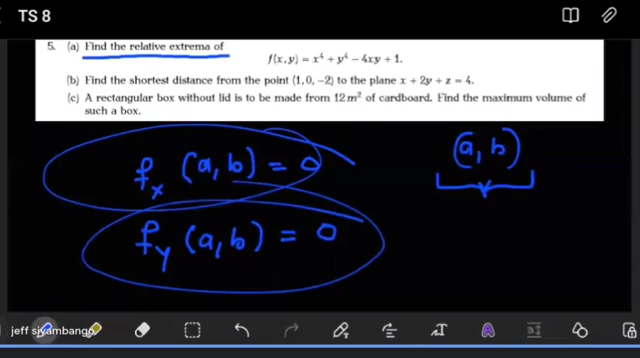 TS 8
5. (a) Find the relative extrema of
f(x, y) = x⁴ + y⁴ − 4xy + 1.
(b) Find the shortest distance from the point (1, 0, −2) to the plane x + 2y + z = 4.
(c) A rectangular box without lid is to be made from 12 m² of cardboard. Find the maximum volume of
such a box.
fₓ (a, b) = 0
(a, b)
f_y (a, b) = 0
jeff siyambango